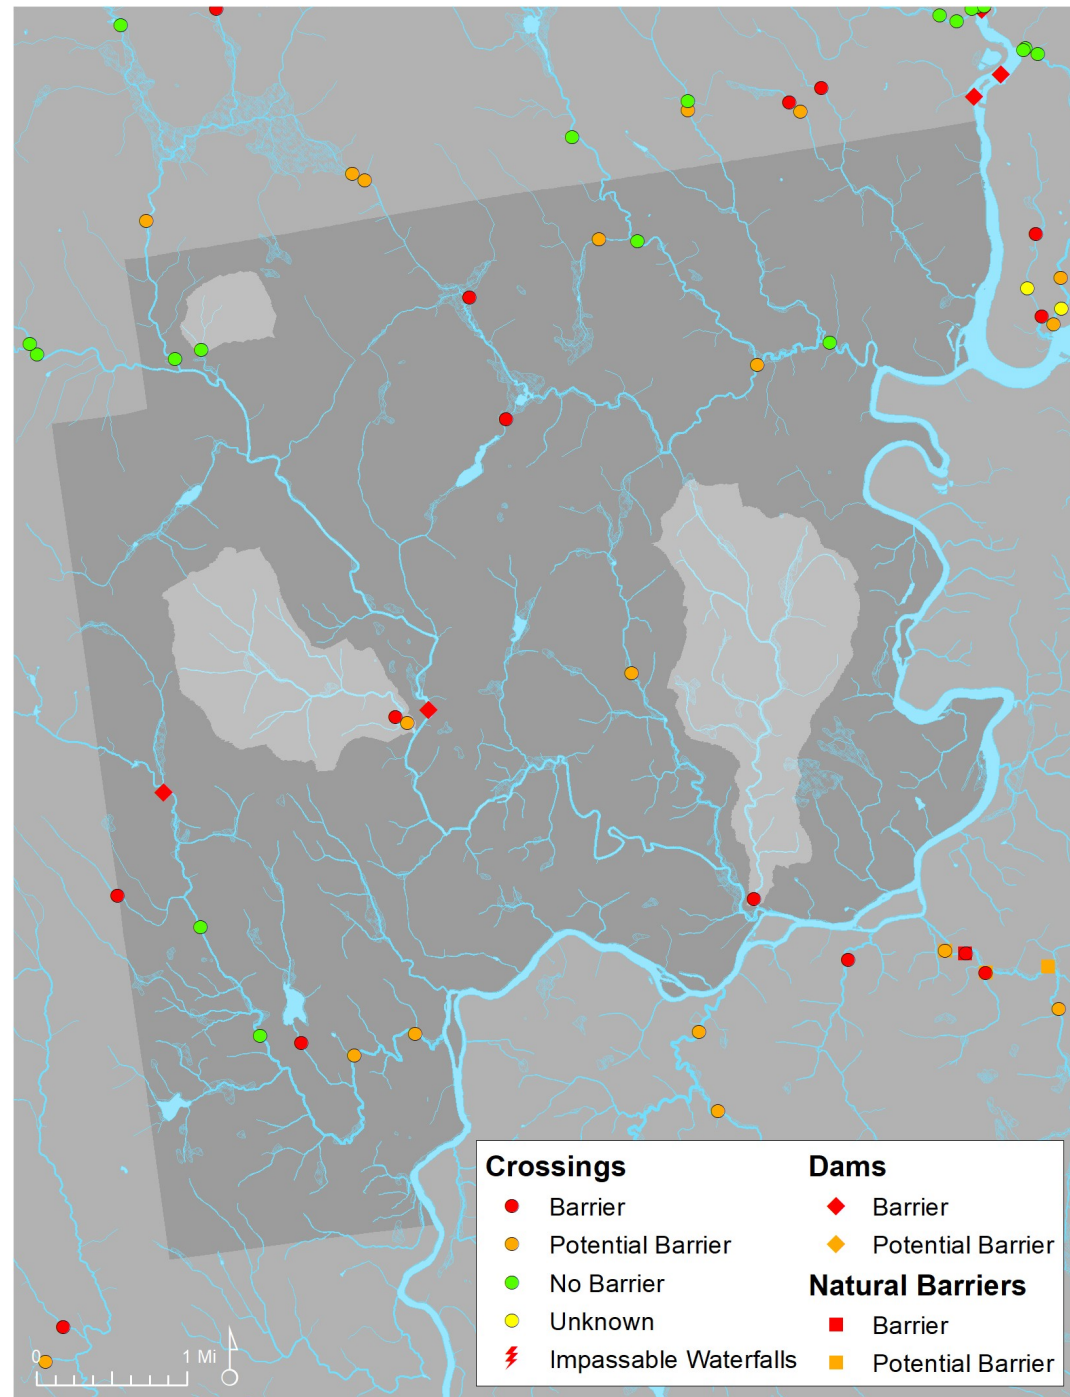 Crossings
Barrier
Potential Barrier
No Barrier
Unknown
Impassable Waterfalls
Dams
Barrier
Potential Barrier
Natural Barriers
Barrier
Potential Barrier
0 1 Mi